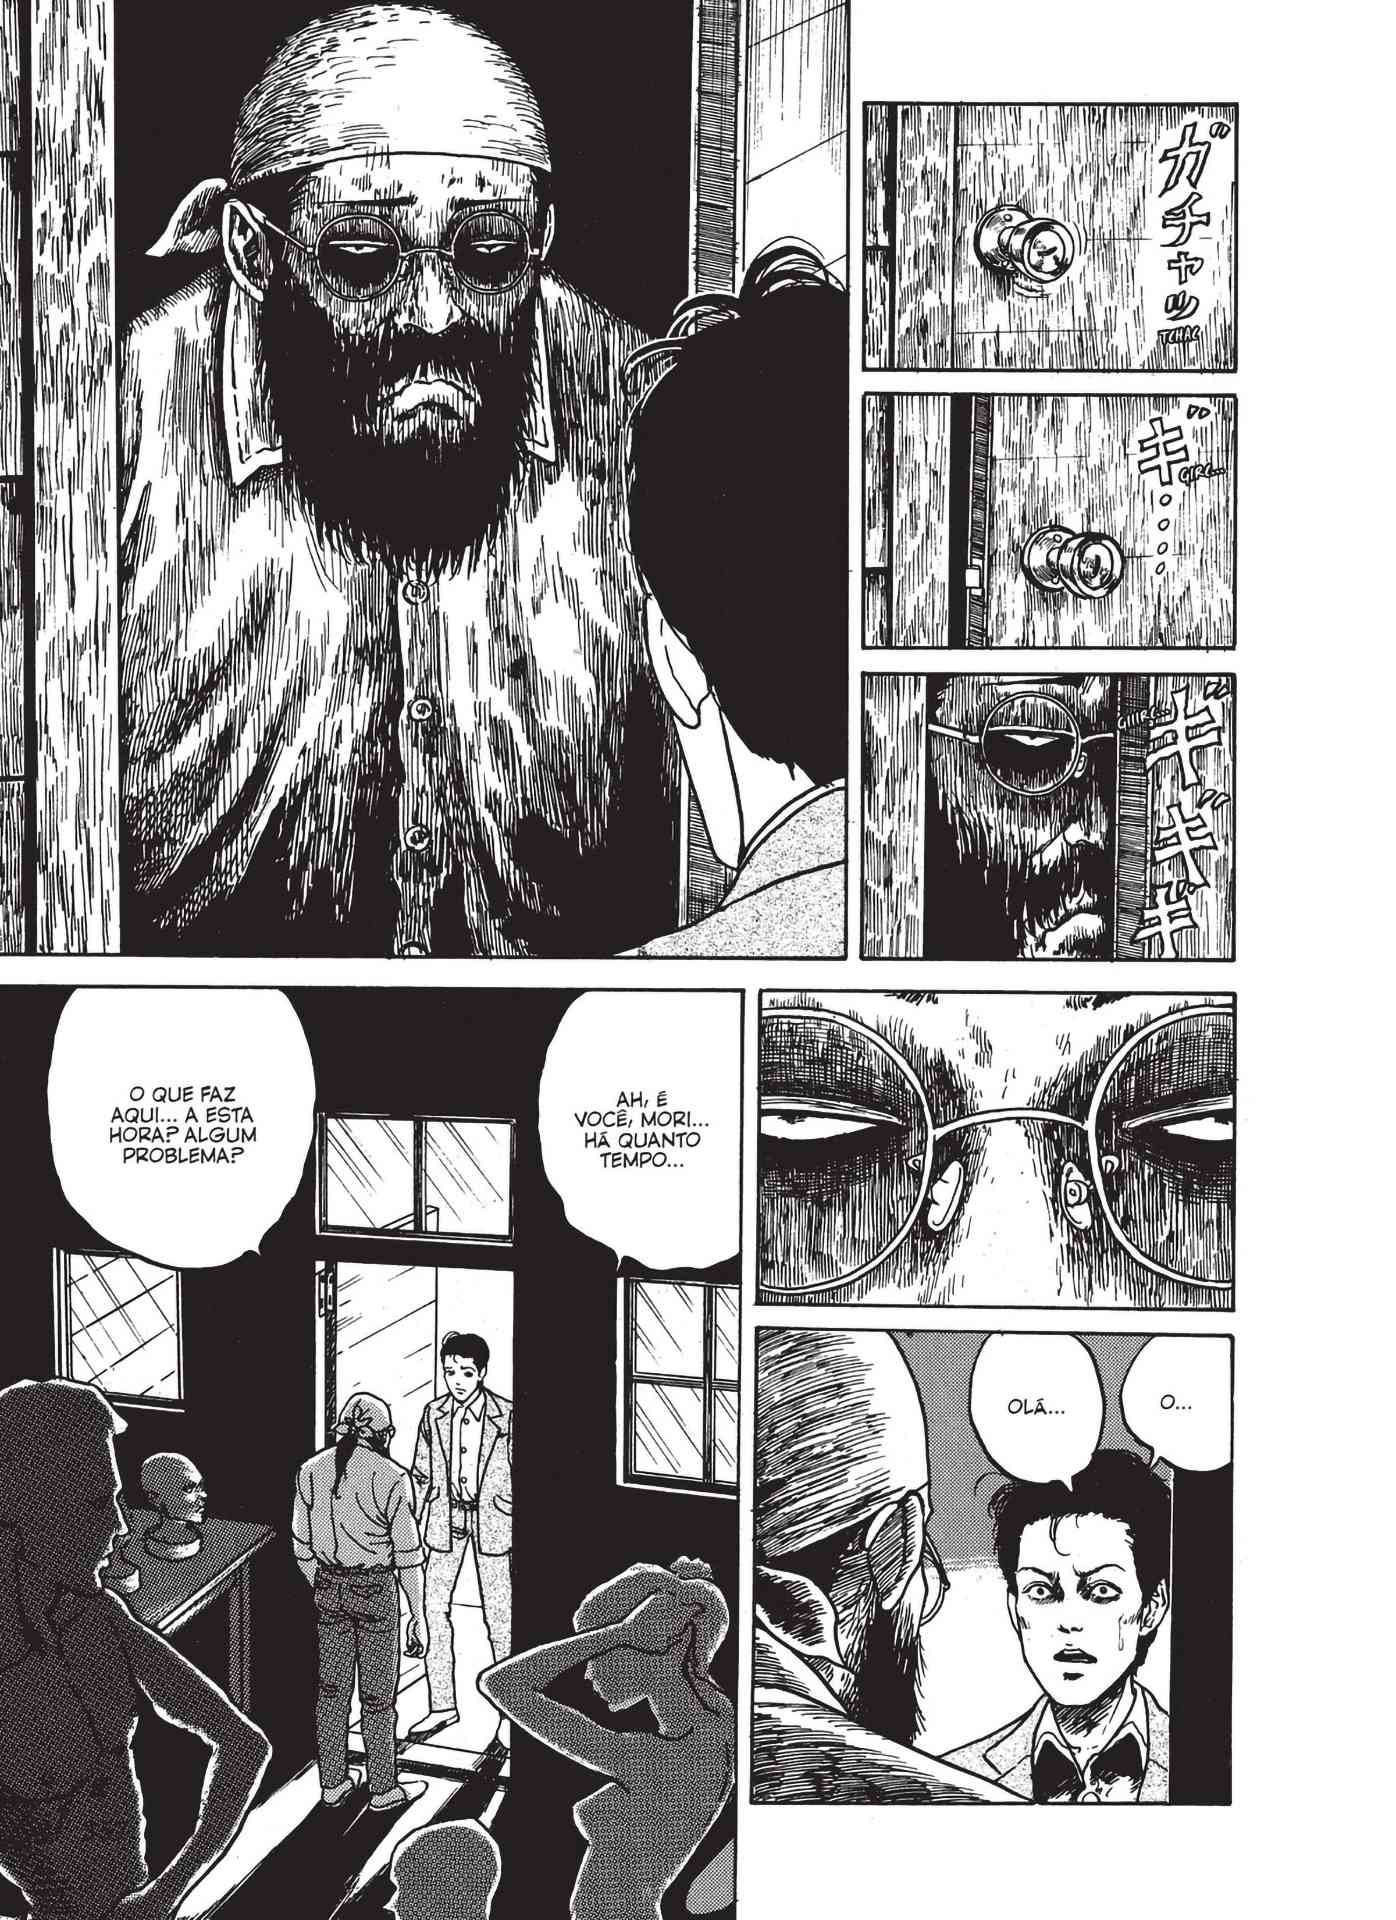 ガチャッ
TCHAC
ギ...
GIRC...
ギギギ
GIIRC...
O...
OLÁ...
AH, É
VOCÊ, MORI...
HÁ QUANTO
TEMPO...
O QUE FAZ
AQUI... A ESTA
HORA? ALGUM
PROBLEMA?